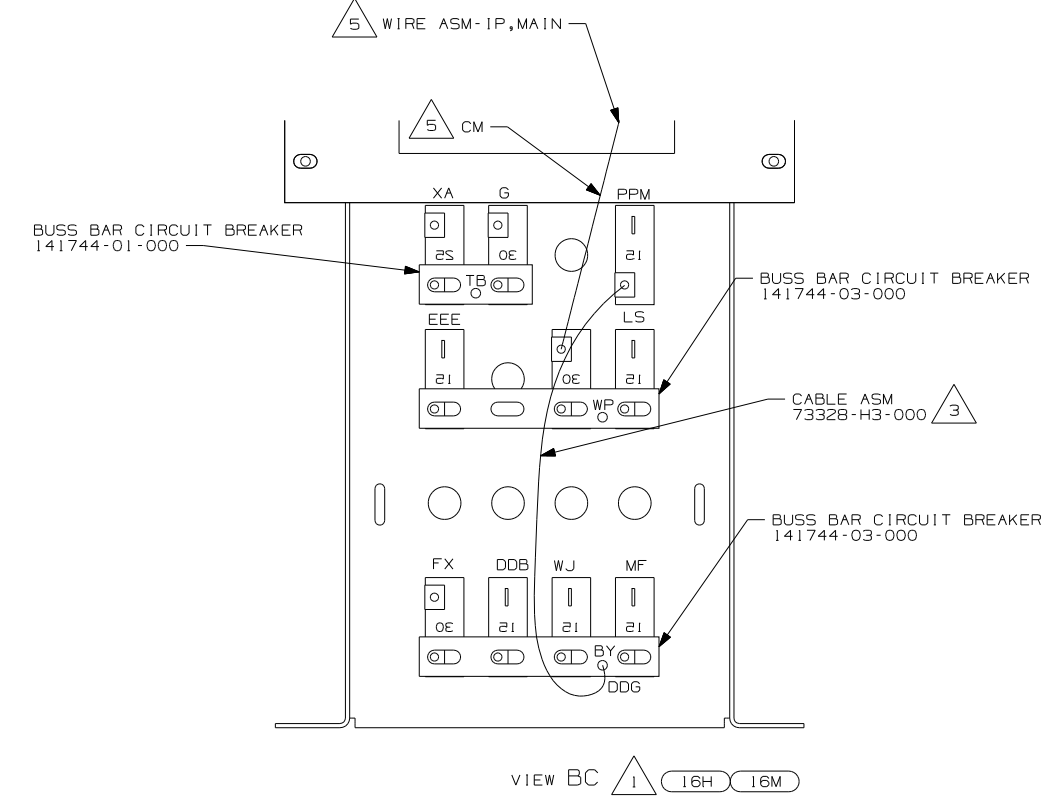 5 WIRE ASM-IP,MAIN
5 CM
XA G PPM
BUSS BAR CIRCUIT BREAKER
141744-01-000
25 30 15
TB
BUSS BAR CIRCUIT BREAKER
141744-03-000
EEE LS
15 30 15
WP
CABLE ASM
73328-H3-000 3
BUSS BAR CIRCUIT BREAKER
141744-03-000
FX DDB WJ MF
30 15 15 15
BY
DDG
VIEW BC 1 16H 16M